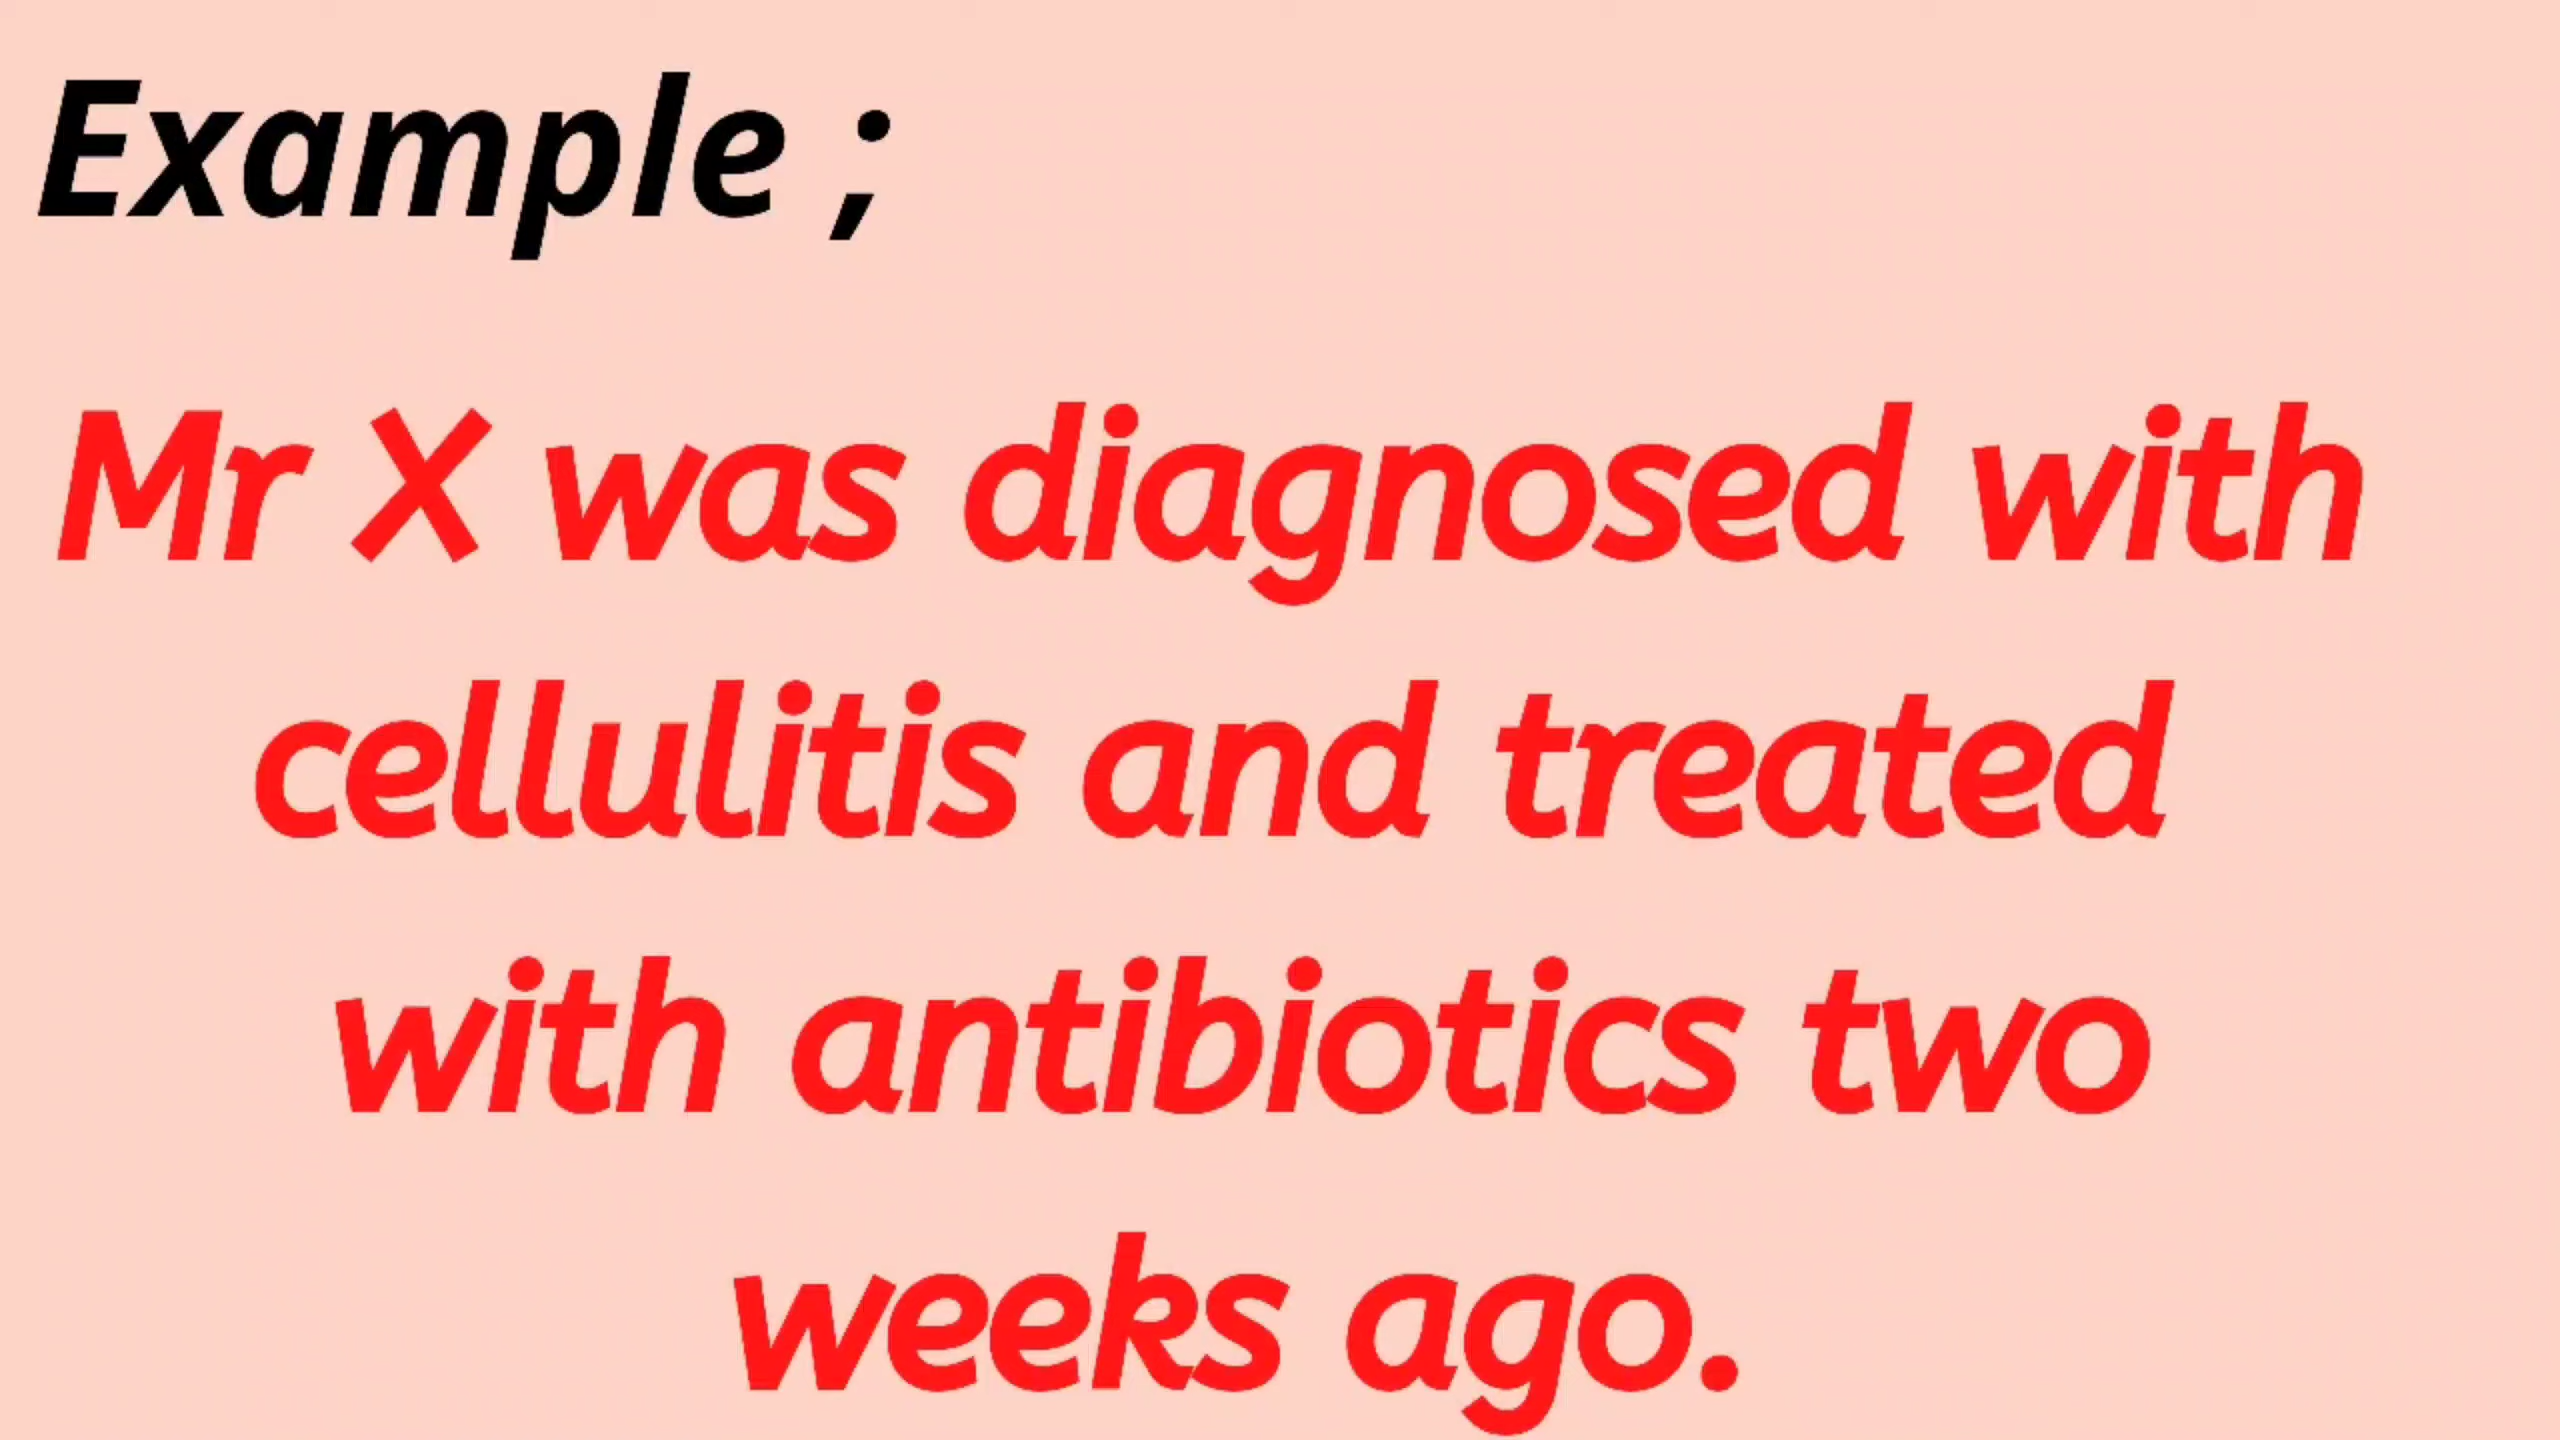 Example ;
Mr X was diagnosed with
cellulitis and treated
with antibiotics two
weeks ago.